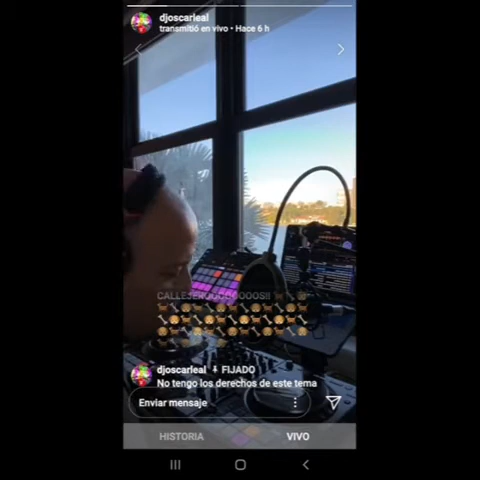 djoscarleal
transmitió en vivo • Hace 6 h
djoscarleal FIJADO
No tengo los derechos de este tema
Enviar mensaje
HISTORIA
VIVO